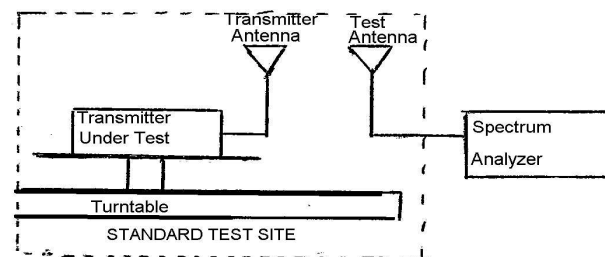 Transmitter
Antenna
Test
Antenna
Transmitter
Under Test
Spectrum
Analyzer
Turntable
STANDARD TEST SITE